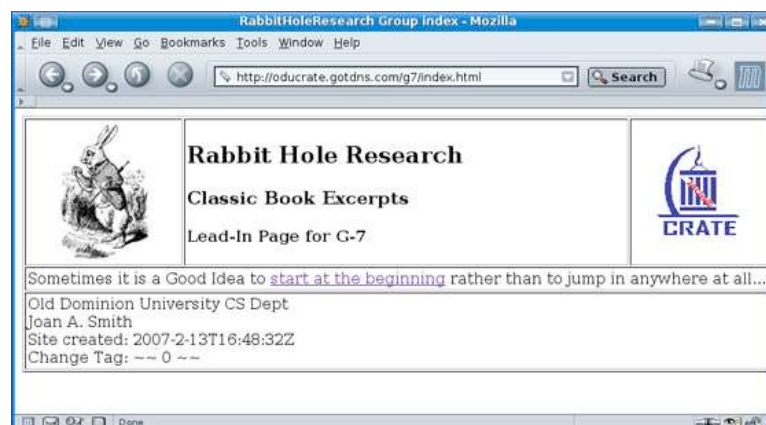 RabbitHoleResearch Group index - Mozilla
File Edit View Go Bookmarks Tools Window Help
http://oducrate.gotdns.com/g7/index.html Search
Rabbit Hole Research
Classic Book Excerpts
Lead-In Page for G-7
CRATE
Sometimes it is a Good Idea to start at the beginning rather than to jump in anywhere at all...
Old Dominion University CS Dept
Joan A. Smith
Site created: 2007-2-13T16:48:32Z
Change Tag: ~~ 0 ~~
Done